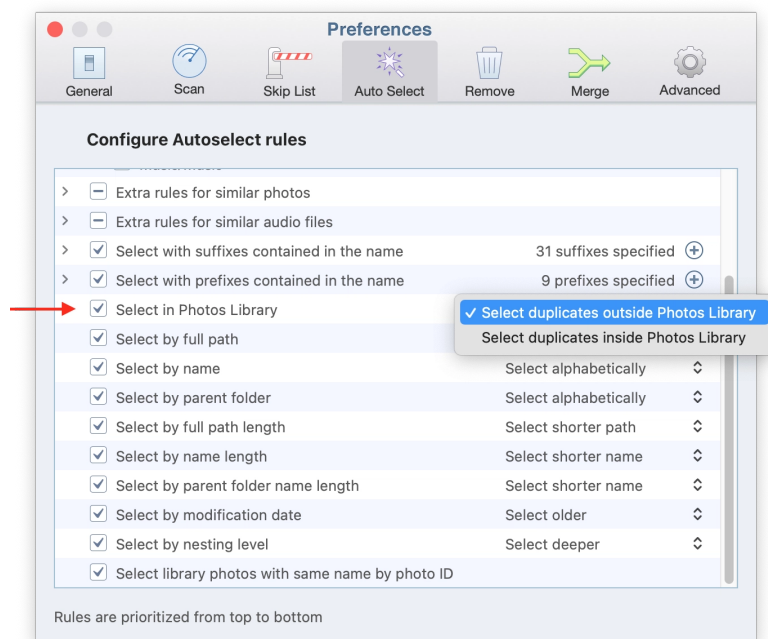 Preferences
General
Scan
Skip List
Auto Select
Remove
Merge
Advanced
Configure Autoselect rules
Extra rules for similar photos
Extra rules for similar audio files
Select with suffixes contained in the name 31 suffixes specified
Select with prefixes contained in the name 9 prefixes specified
Select in Photos Library
Select duplicates outside Photos Library
Select duplicates inside Photos Library
Select by full path
Select by name Select alphabetically
Select by parent folder Select alphabetically
Select by full path length Select shorter path
Select by name length Select shorter name
Select by parent folder name length Select shorter name
Select by modification date Select older
Select by nesting level Select deeper
Select library photos with same name by photo ID
Rules are prioritized from top to bottom